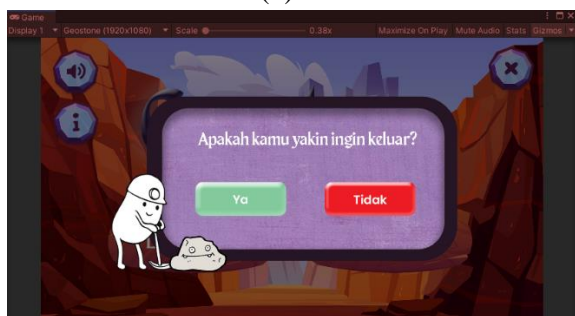 Game
Display 1 Geostone (1920x1080) Scale 0.38x Maximize On Play Mute Audio Stats Gizmos
Apakah kamu yakin ingin keluar?
Ya Tidak